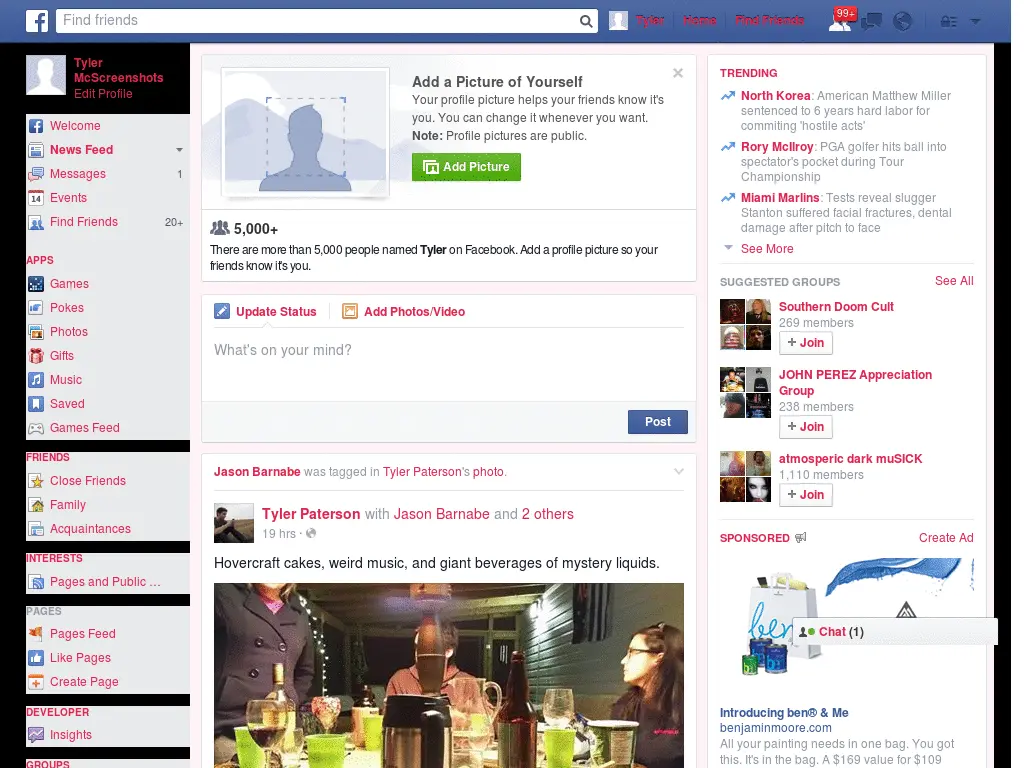 Find friends
Tyler
Home
Find Friends
99+
Tyler McScreenshots
Edit Profile
Welcome
News Feed
Messages 1
Events
14
Find Friends 20+
APPS
Games
Pokes
Photos
Gifts
Music
Saved
Games Feed
FRIENDS
Close Friends
Family
Acquaintances
INTERESTS
Pages and Public ...
PAGES
Pages Feed
Like Pages
Create Page
DEVELOPER
Insights
GROUPS
Add a Picture of Yourself
Your profile picture helps your friends know it's
you. You can change it whenever you want.
Note: Profile pictures are public.
Add Picture
5,000+
There are more than 5,000 people named Tyler on Facebook. Add a profile picture so your
friends know it's you.
Update Status
Add Photos/Video
What's on your mind?
Post
Jason Barnabe was tagged in Tyler Paterson's photo.
Tyler Paterson with Jason Barnabe and 2 others
19 hrs ·
Hovercraft cakes, weird music, and giant beverages of mystery liquids.
TRENDING
North Korea: American Matthew Miller
sentenced to 6 years hard labor for
commiting 'hostile acts'
Rory McIlroy: PGA golfer hits ball into
spectator's pocket during Tour
Championship
Miami Marlins: Tests reveal slugger
Stanton suffered facial fractures, dental
damage after pitch to face
See More
SUGGESTED GROUPS See All
Southern Doom Cult
269 members
+ Join
JOHN PEREZ Appreciation
Group
238 members
+ Join
atmosperic dark muSICK
1,110 members
+ Join
SPONSORED Create Ad
ben
Chat (1)
Introducing ben® & Me
benjaminmoore.com
All your painting needs in one bag. You got
this. It's in the bag. A $169 value for $109